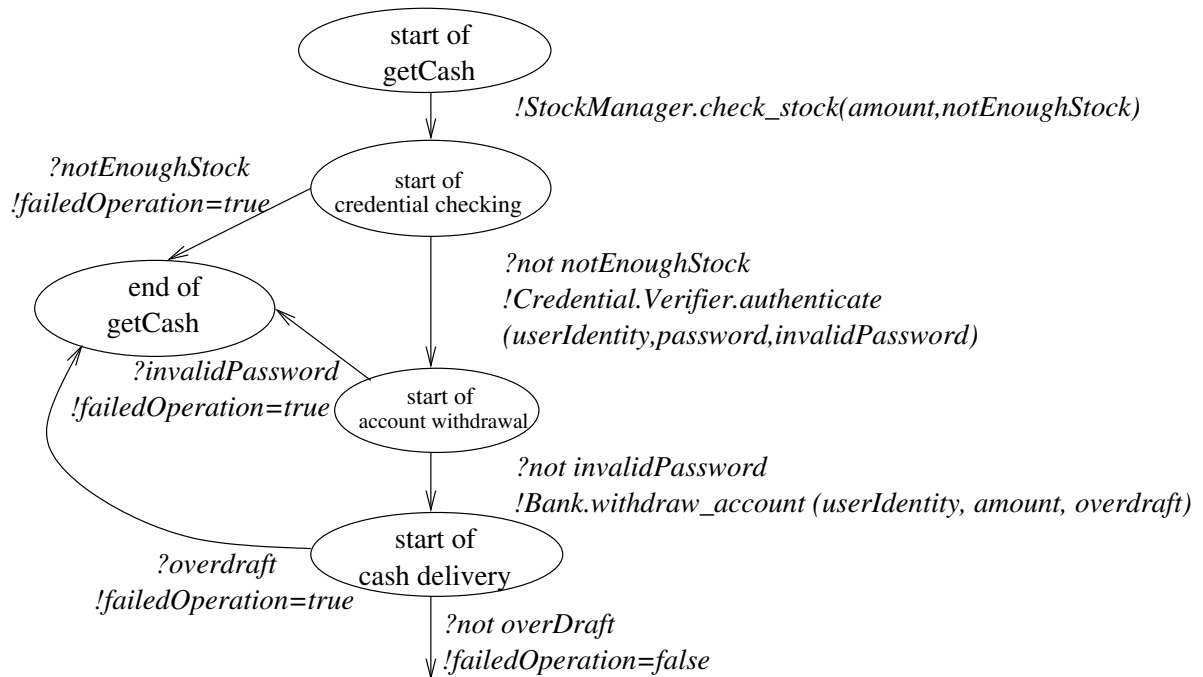 start of
getCash
!StockManager.check_stock(amount,notEnoughStock)
?notEnoughStock
!failedOperation=true
start of
credential checking
?not notEnoughStock
!Credential.Verifier.authenticate
(userIdentity,password,invalidPassword)
end of
getCash
?invalidPassword
!failedOperation=true
start of
account withdrawal
?not invalidPassword
!Bank.withdraw_account (userIdentity, amount, overdraft)
start of
cash delivery
?overdraft
!failedOperation=true
?not overDraft
!failedOperation=false